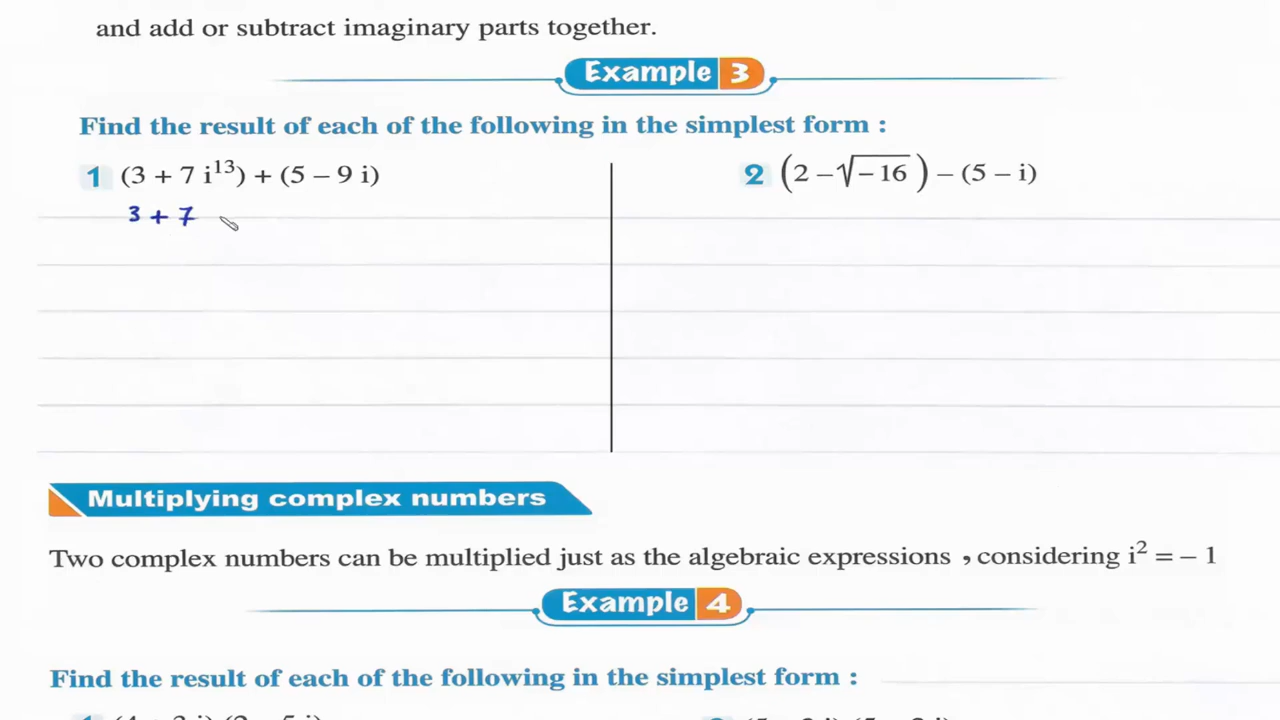 and add or subtract imaginary parts together.
Example 3
Find the result of each of the following in the simplest form :
1 (3 + 7 i¹³) + (5 – 9 i)
2 (2 – √– 16) – (5 – i)
3 + 7
Multiplying complex numbers
Two complex numbers can be multiplied just as the algebraic expressions , considering i² = – 1
Example 4
Find the result of each of the following in the simplest form :